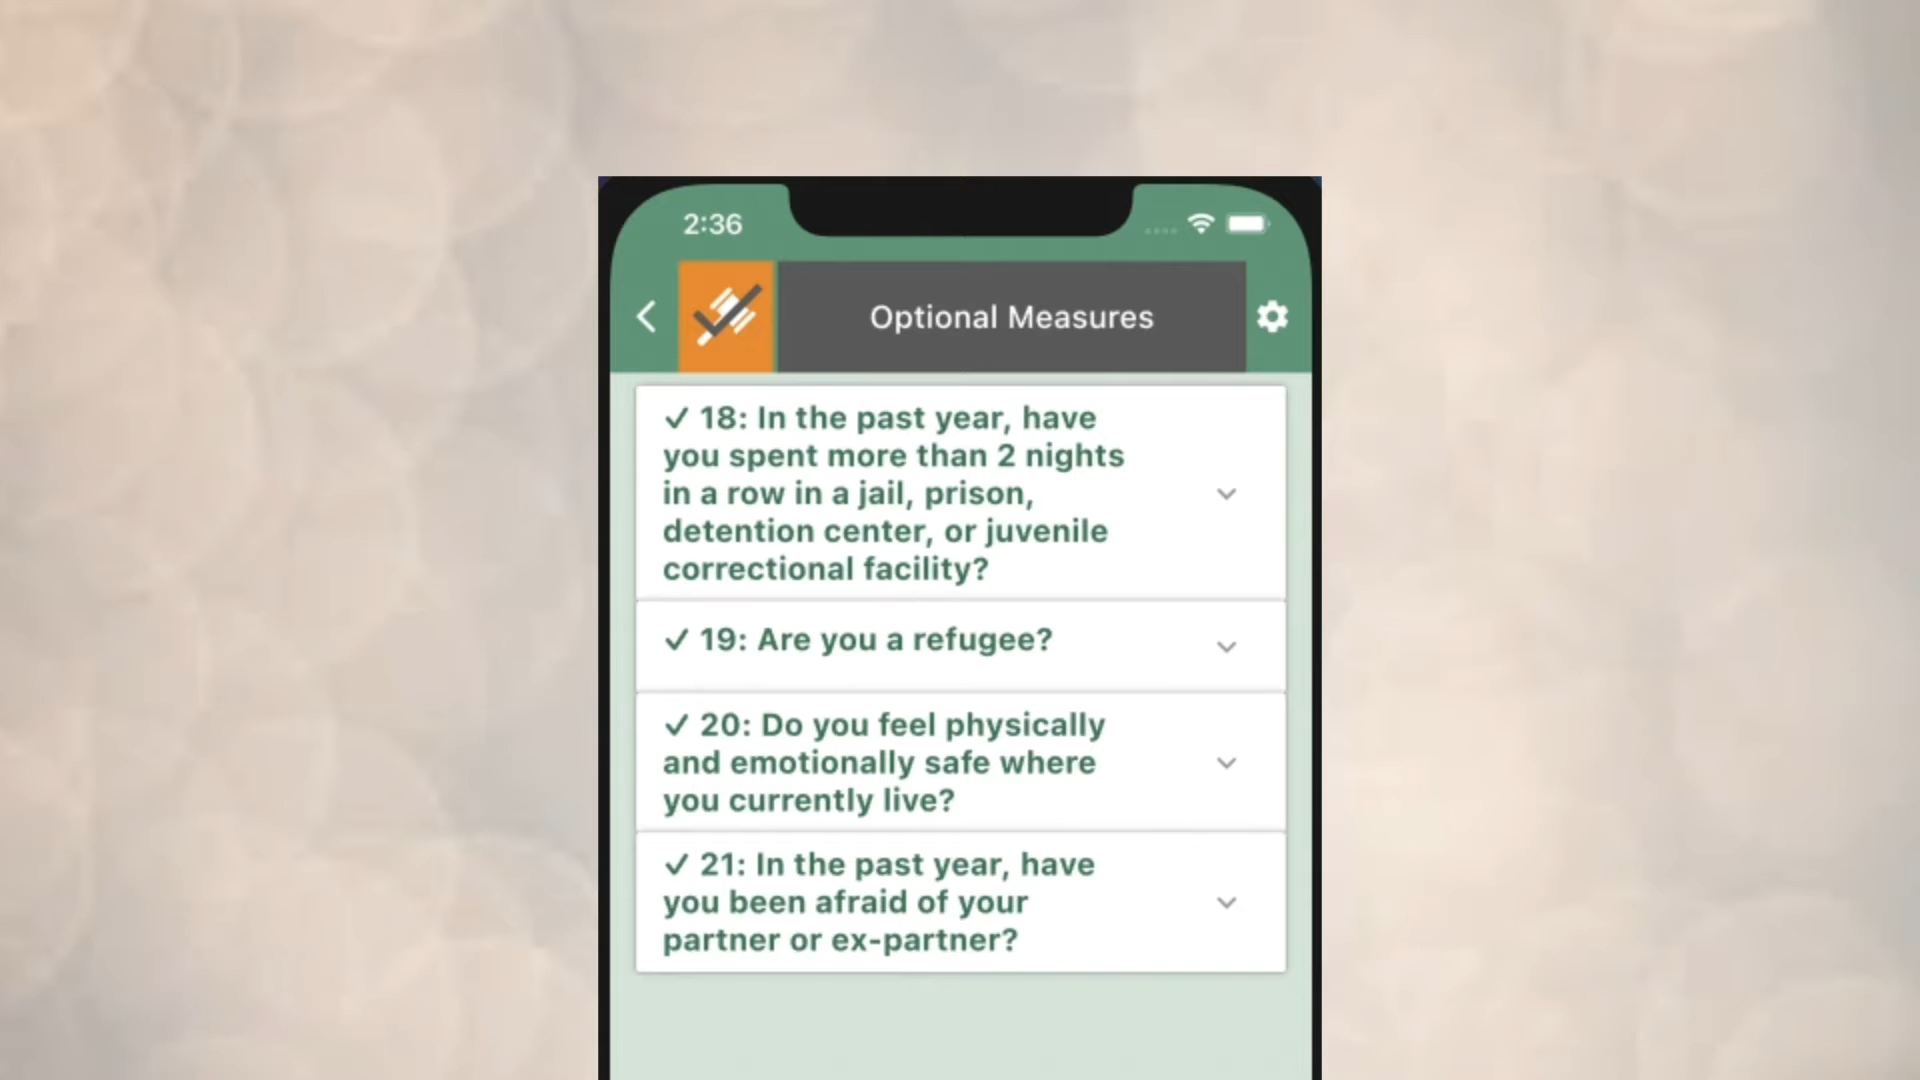 2:36
Optional Measures
✓ 18: In the past year, have
you spent more than 2 nights
in a row in a jail, prison,
detention center, or juvenile
correctional facility?
✓ 19: Are you a refugee?
✓ 20: Do you feel physically
and emotionally safe where
you currently live?
✓ 21: In the past year, have
you been afraid of your
partner or ex-partner?